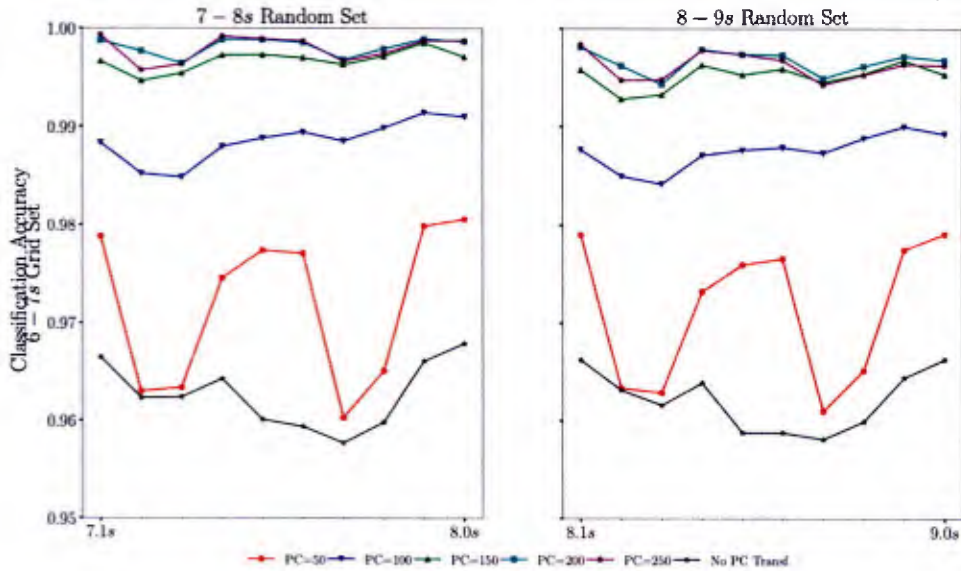 7 − 8s Random Set
8 − 9s Random Set
1.00
0.99
0.98
0.97
0.96
0.95
Classification Accuracy
6 − 7s Grid Set
7.1s
8.0s
8.1s
9.0s
PC=50 PC=100 PC=150 PC=200 PC=250 No PC Transf